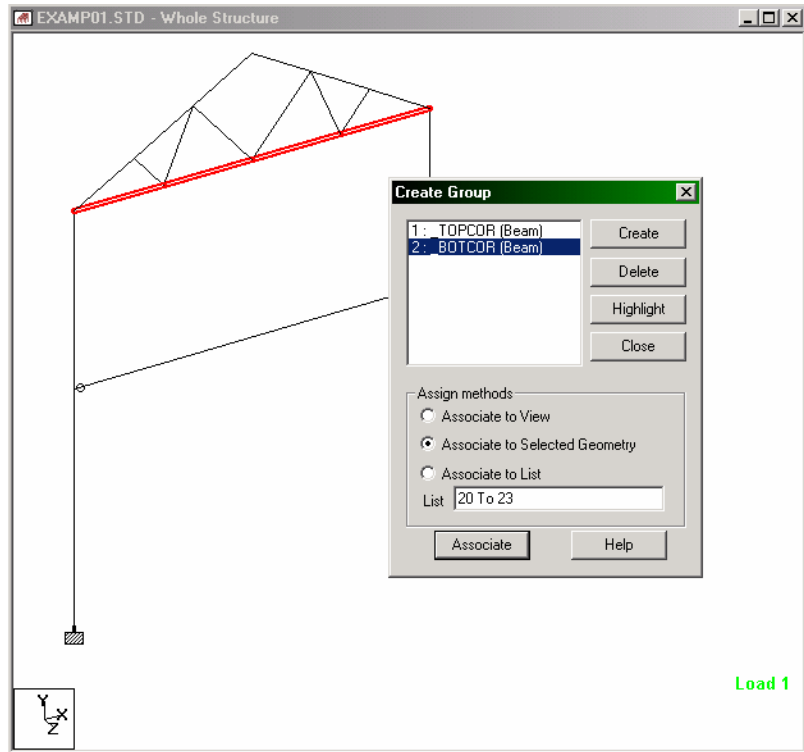 EXAMP01.STD - Whole Structure
Create Group
1 : _TOPCOR (Beam)
2 : _BOTCOR (Beam)
Create
Delete
Highlight
Close
Assign methods
Associate to View
Associate to Selected Geometry
Associate to List
List 20 To 23
Associate
Help
Load 1
Y
X
Z